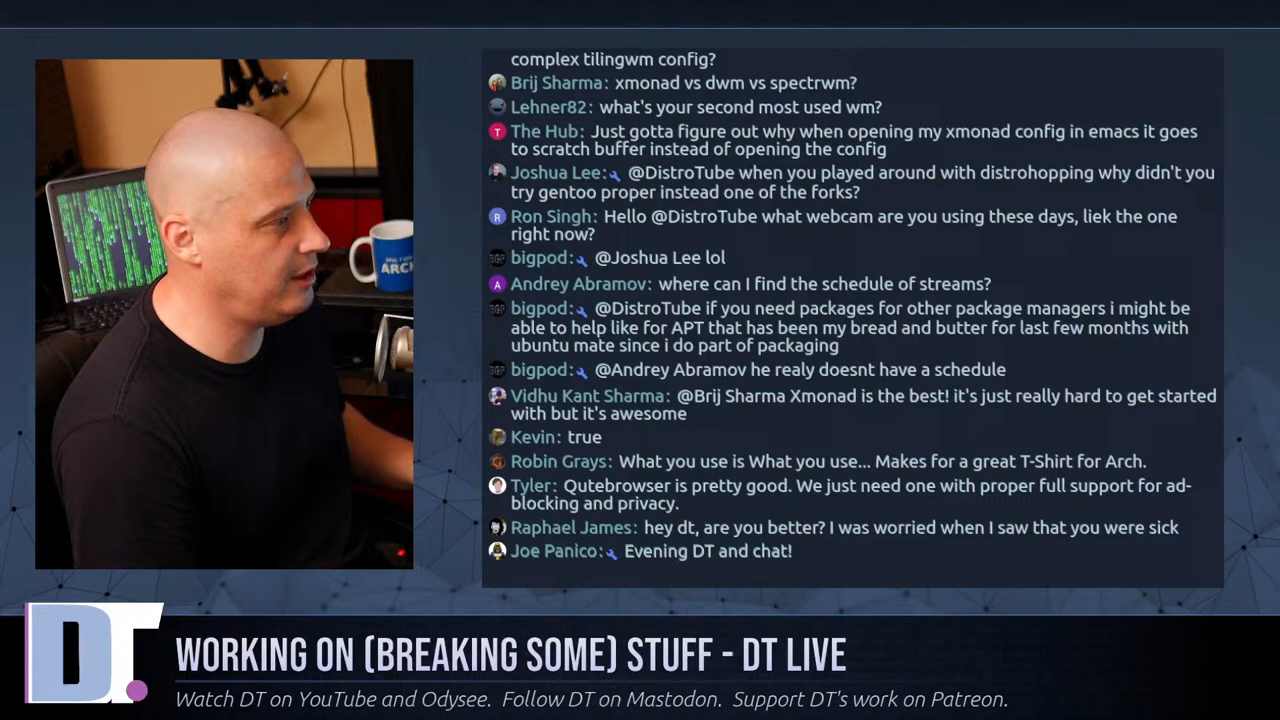 complex tilingwm config?
Brij Sharma: xmonad vs dwm vs spectrwm?
Lehner82: what's your second most used wm?
T The Hub: Just gotta figure out why when opening my xmonad config in emacs it goes
to scratch buffer instead of opening the config
Joshua Lee: @DistroTube when you played around with distrohopping why didn't you
try gentoo proper instead one of the forks?
R Ron Singh: Hello @DistroTube what webcam are you using these days, liek the one
right now?
bigpod: @Joshua Lee lol
A Andrey Abramov: where can I find the schedule of streams?
bigpod: @DistroTube if you need packages for other package managers i might be
able to help like for APT that has been my bread and butter for last few months with
ubuntu mate since i do part of packaging
bigpod: @Andrey Abramov he realy doesnt have a schedule
Vidhu Kant Sharma: @Brij Sharma Xmonad is the best! it's just really hard to get started
with but it's awesome
Kevin: true
Robin Grays: What you use is What you use... Makes for a great T-Shirt for Arch.
Tyler: Qutebrowser is pretty good. We just need one with proper full support for ad-
blocking and privacy.
Raphael James: hey dt, are you better? I was worried when I saw that you were sick
Joe Panico: Evening DT and chat!
ARCH
DT.
WORKING ON (BREAKING SOME) STUFF - DT LIVE
Watch DT on YouTube and Odysee. Follow DT on Mastodon. Support DT's work on Patreon.